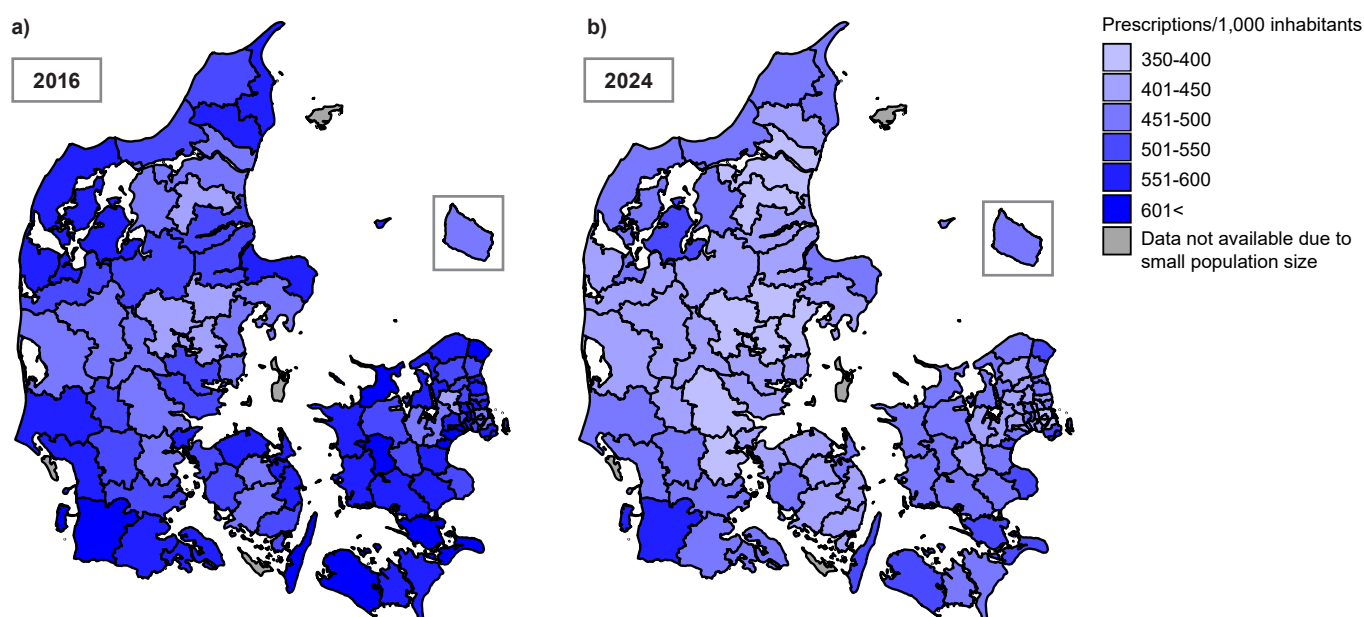 a)
2016
b)
2024
Prescriptions/1,000 inhabitants
350-400
401-450
451-500
501-550
551-600
601<
Data not available due to
small population size